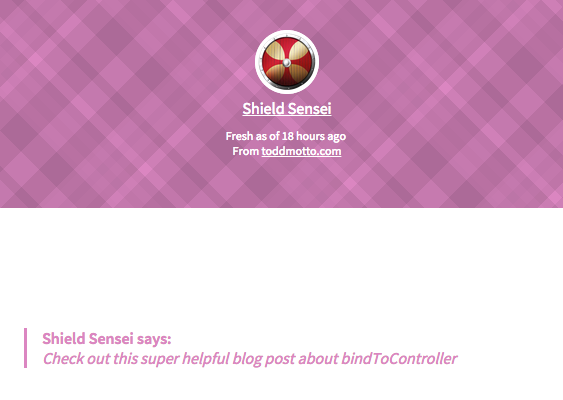 Shield Sensei
Fresh as of 18 hours ago
From toddmotto.com
Shield Sensei says:
Check out this super helpful blog post about bindToController